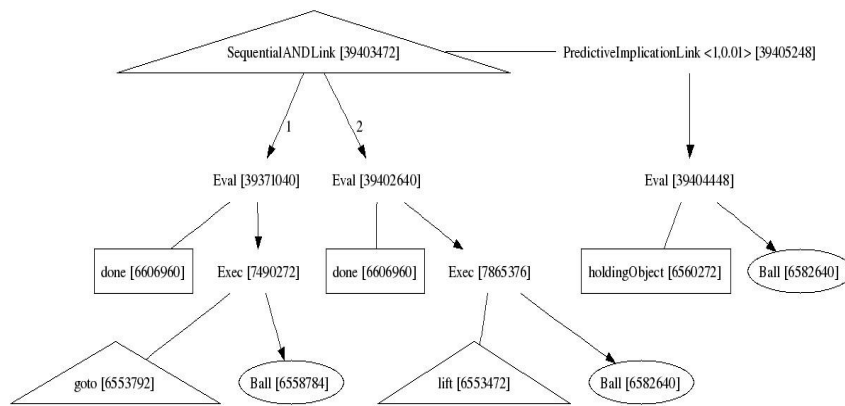 SequentialANDLink [39403472]
PredictiveImplicationLink <1,0.01> [39405248]
1
2
Eval [39371040]
Eval [39402640]
Eval [39404448]
done [6606960]
Exec [7490272]
done [6606960]
Exec [7865376]
holdingObject [6560272]
Ball [6582640]
goto [6553792]
Ball [6558784]
lift [6553472]
Ball [6582640]